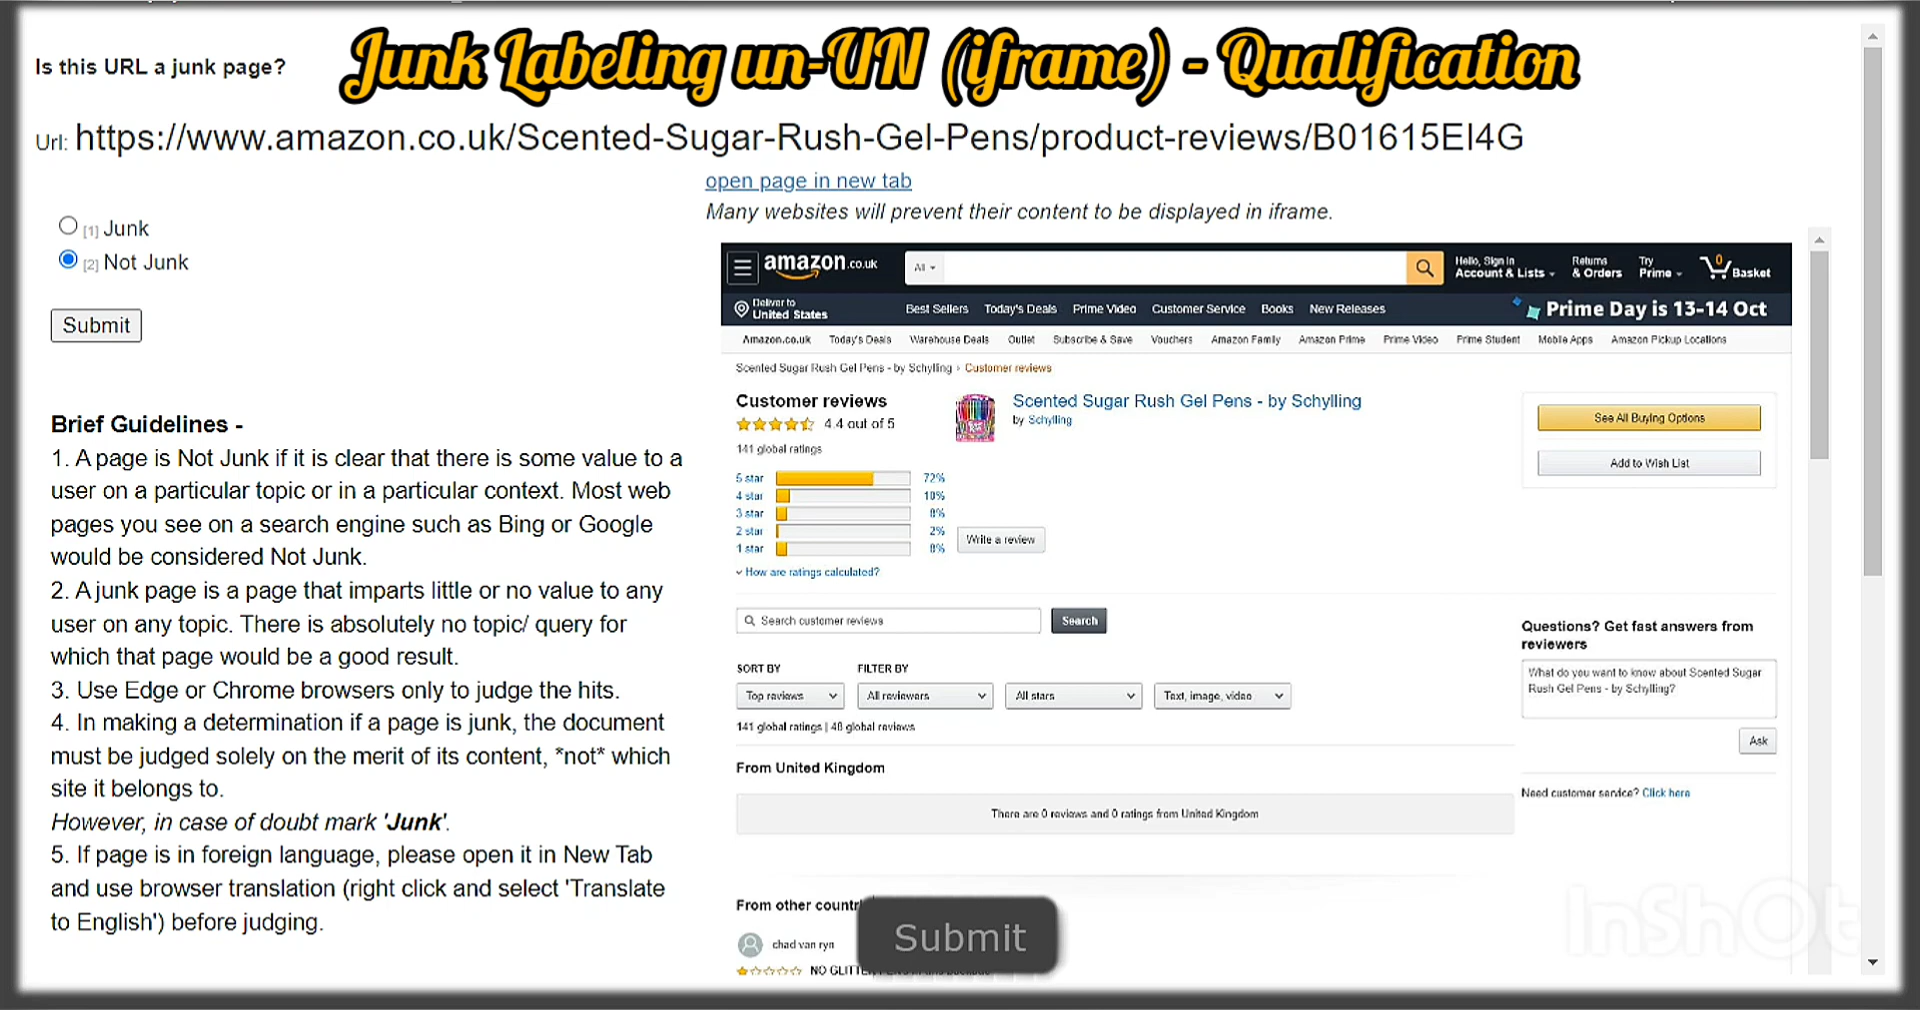 Junk Labeling un-UN (iframe) - Qualification
Is this URL a junk page?
Url: https://www.amazon.co.uk/Scented-Sugar-Rush-Gel-Pens/product-reviews/B01615EI4G
open page in new tab
Many websites will prevent their content to be displayed in iframe.
[1] Junk
[2] Not Junk
Submit
Brief Guidelines -
1. A page is Not Junk if it is clear that there is some value to a
user on a particular topic or in a particular context. Most web
pages you see on a search engine such as Bing or Google
would be considered Not Junk.
2. A junk page is a page that imparts little or no value to any
user on any topic. There is absolutely no topic/ query for
which that page would be a good result.
3. Use Edge or Chrome browsers only to judge the hits.
4. In making a determination if a page is junk, the document
must be judged solely on the merit of its content, *not* which
site it belongs to.
However, in case of doubt mark 'Junk'.
5. If page is in foreign language, please open it in New Tab
and use browser translation (right click and select 'Translate
to English') before judging.
amazon.co.uk
All
Hello, Sign in
Account & Lists
Returns
& Orders
Try
Prime
0
Basket
Deliver to
United States
Best Sellers Today's Deals Prime Video Customer Service Books New Releases
Prime Day is 13-14 Oct
Amazon.co.uk Today's Deals Warehouse Deals Outlet Subscribe & Save Vouchers Amazon Family Amazon Prime Prime Video Prime Student Mobile Apps Amazon Pickup Locations
Scented Sugar Rush Gel Pens - by Schylling › Customer reviews
Customer reviews
4.4 out of 5
141 global ratings
5 star 72%
4 star 10%
3 star 8%
2 star 2%
1 star 8%
How are ratings calculated?
Scented Sugar Rush Gel Pens - by Schylling
by Schylling
Write a review
See All Buying Options
Add to Wish List
Search customer reviews
Search
SORT BY
Top reviews
FILTER BY
All reviewers
All stars
Text, image, video
141 global ratings | 48 global reviews
From United Kingdom
There are 0 reviews and 0 ratings from United Kingdom
Questions? Get fast answers from
reviewers
What do you want to know about Scented Sugar
Rush Gel Pens - by Schylling?
Ask
Need customer service? Click here
From other countr
chad van ryn
NO GLITTE
Submit
InShOt